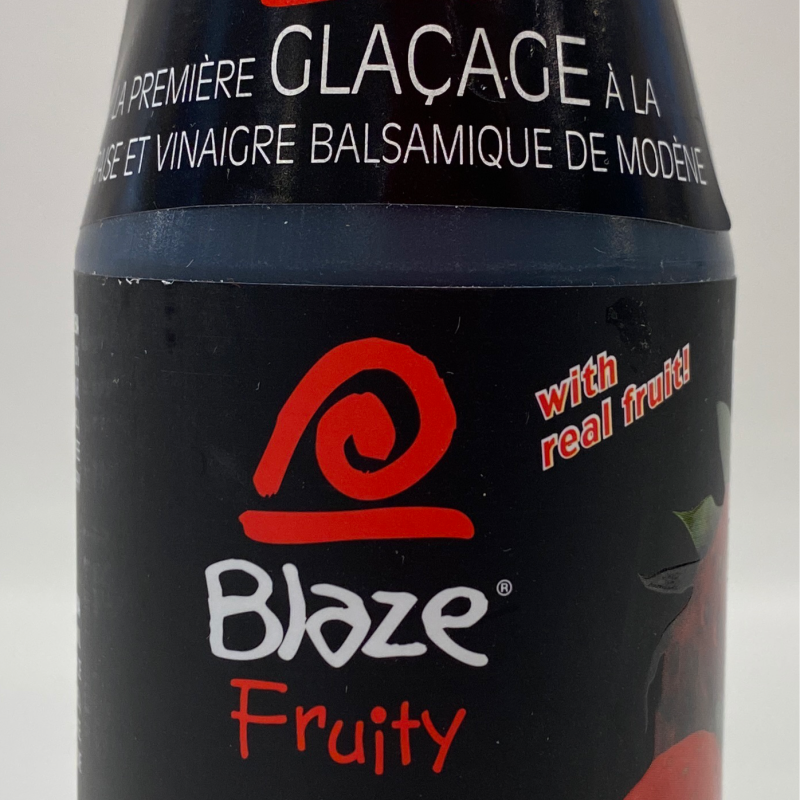 LA PREMIÈRE GLAÇAGE À LA
ET VINAIGRE BALSAMIQUE DE MODÈNE
with
real fruit!
Blaze®
Fruity